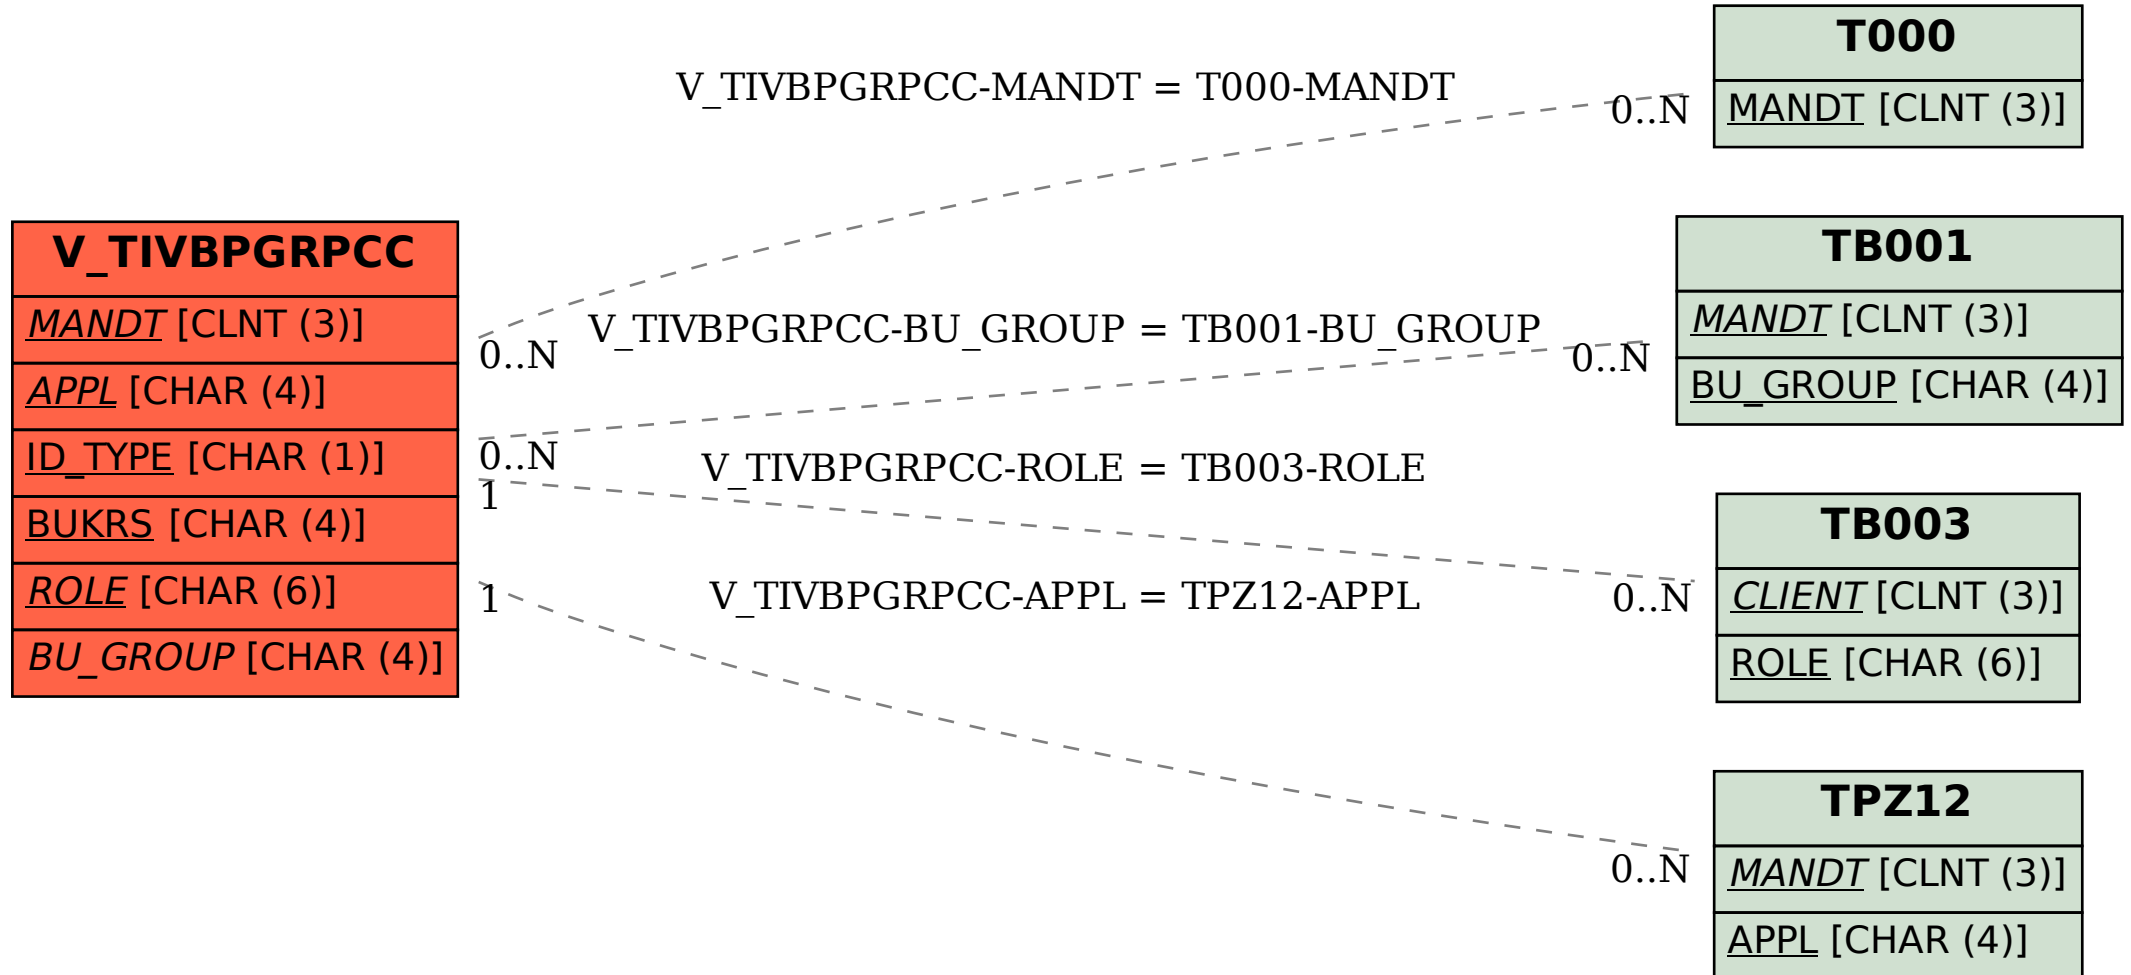 V_TIVBPGRPCC
MANDT [CLNT (3)]
APPL [CHAR (4)]
ID_TYPE [CHAR (1)]
BUKRS [CHAR (4)]
ROLE [CHAR (6)]
BU_GROUP [CHAR (4)]
V_TIVBPGRPCC-MANDT = T000-MANDT
0..N
0..N
V_TIVBPGRPCC-BU_GROUP = TB001-BU_GROUP
0..N
0..N
V_TIVBPGRPCC-ROLE = TB003-ROLE
1
0..N
V_TIVBPGRPCC-APPL = TPZ12-APPL
1
0..N
T000
MANDT [CLNT (3)]
TB001
MANDT [CLNT (3)]
BU_GROUP [CHAR (4)]
TB003
CLIENT [CLNT (3)]
ROLE [CHAR (6)]
TPZ12
MANDT [CLNT (3)]
APPL [CHAR (4)]